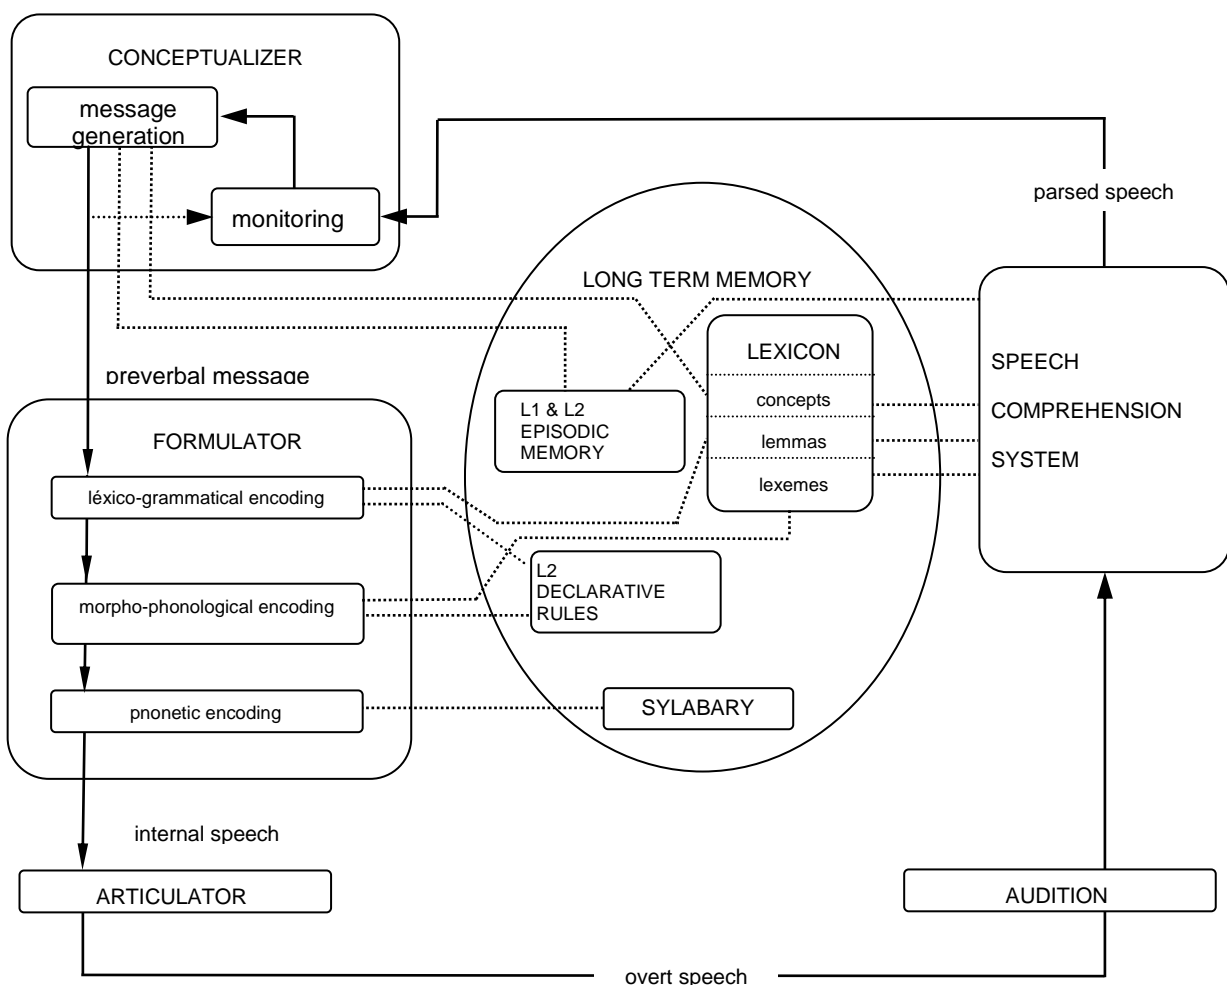 CONCEPTUALIZER
message
generation
monitoring
parsed speech
LONG TERM MEMORY
LEXICON
concepts
lemmas
lexemes
SPEECH
COMPREHENSION
SYSTEM
preverbal message
L1 & L2
EPISODIC
MEMORY
FORMULATOR
léxico-grammatical encoding
L2
DECLARATIVE
RULES
morpho-phonological encoding
pnonetic encoding
SYLABARY
internal speech
ARTICULATOR
AUDITION
overt speech